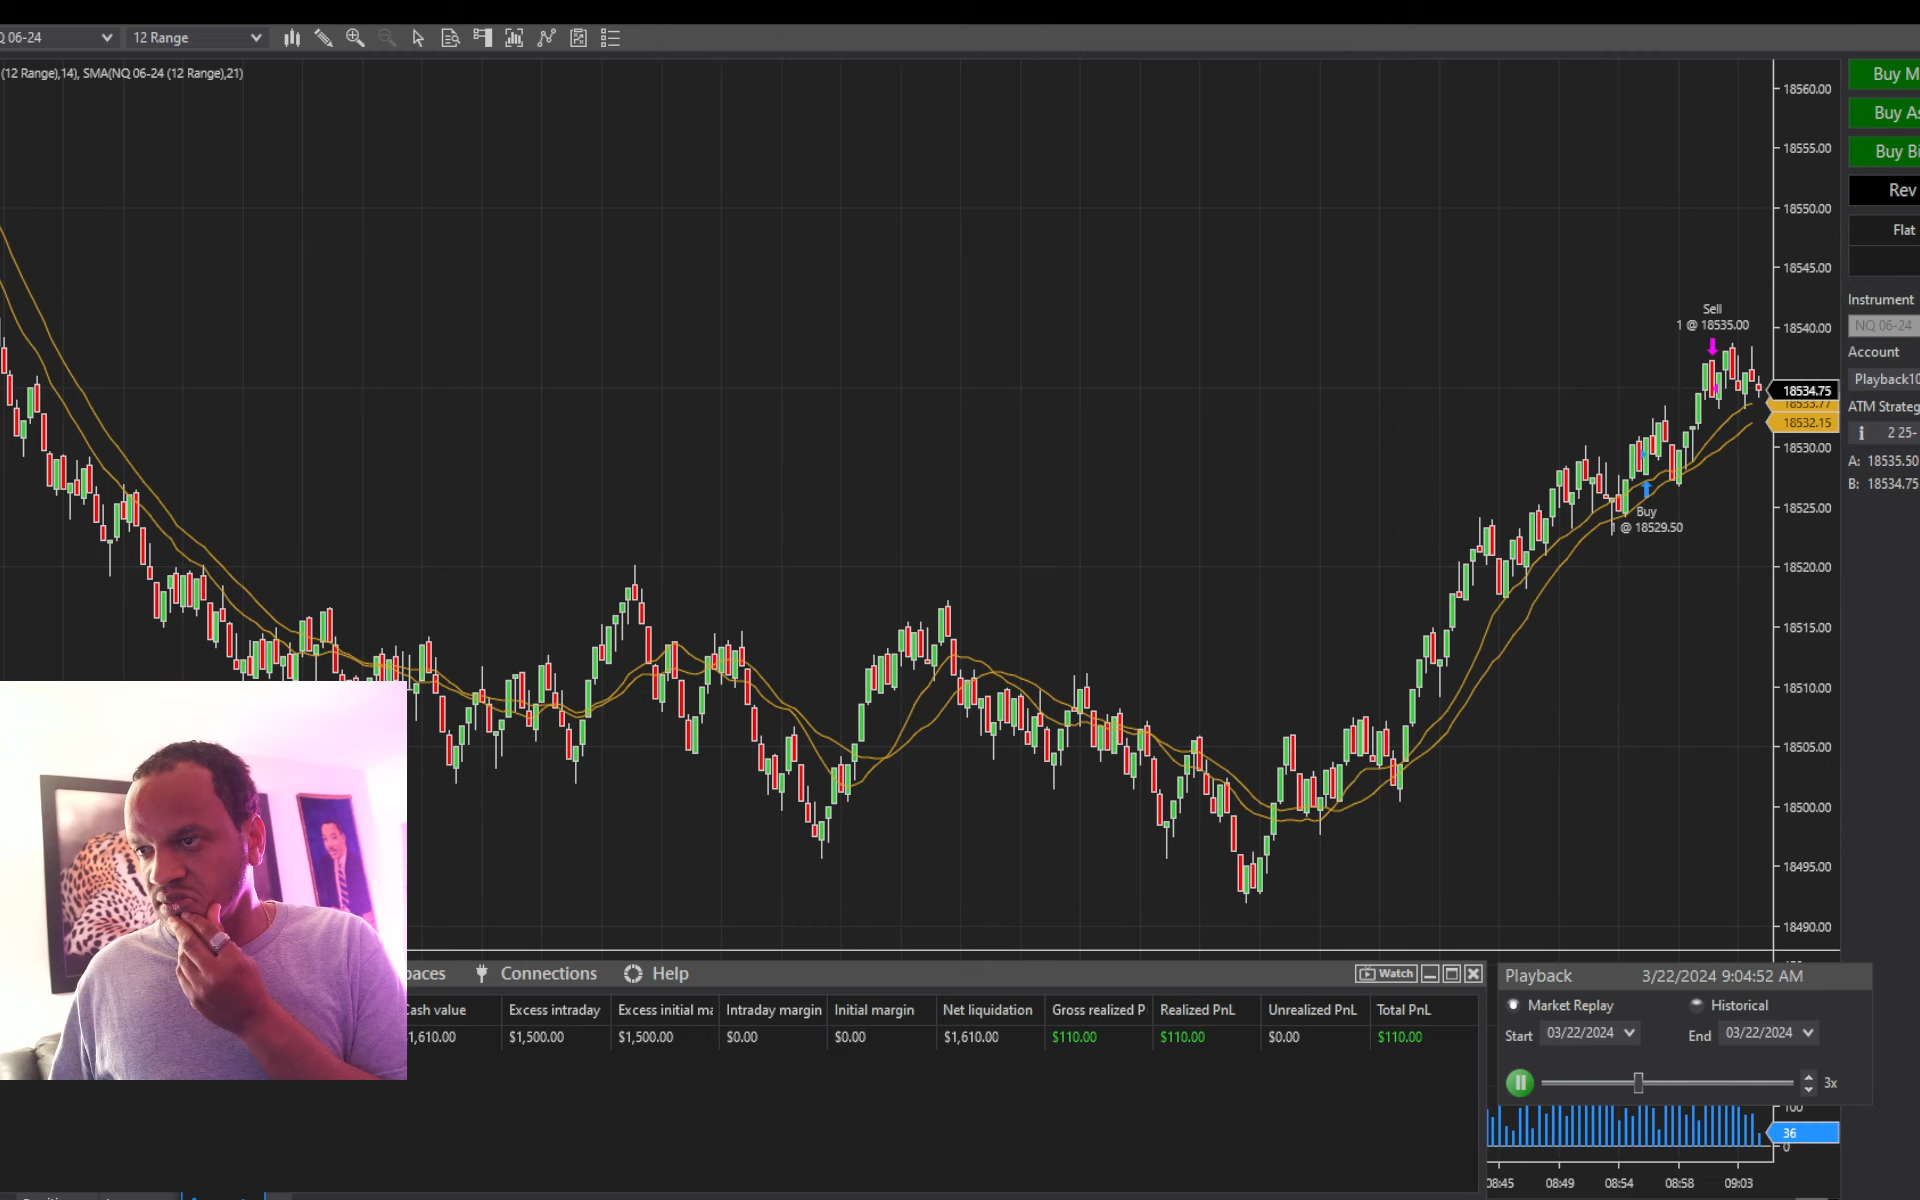 06-24
12 Range
(12 Range),14), SMA(NQ 06-24 (12 Range),21)
18560.00
18555.00
18550.00
18545.00
18540.00
18534.75
18533.77
18532.15
18530.00
18525.00
18520.00
18515.00
18510.00
18505.00
18500.00
18495.00
18490.00
Sell
1 @ 18535.00
Buy
1 @ 18529.50
Buy M
Buy As
Buy Bi
Rev
Flat
Instrument
NQ 06-24
Account
Playback10
ATM Strateg
i 2 25-
A: 18535.50
B: 18534.75
paces
Connections
Help
Watch
Cash value Excess intraday Excess initial ma Intraday margin Initial margin Net liquidation Gross realized P Realized PnL Unrealized PnL Total PnL
1,610.00 $1,500.00 $1,500.00 $0.00 $0.00 $1,610.00 $110.00 $110.00 $0.00 $110.00
Playback 3/22/2024 9:04:52 AM
Market Replay Historical
Start 03/22/2024 End 03/22/2024
3x
100
36
0
08:45 08:49 08:54 08:58 09:03